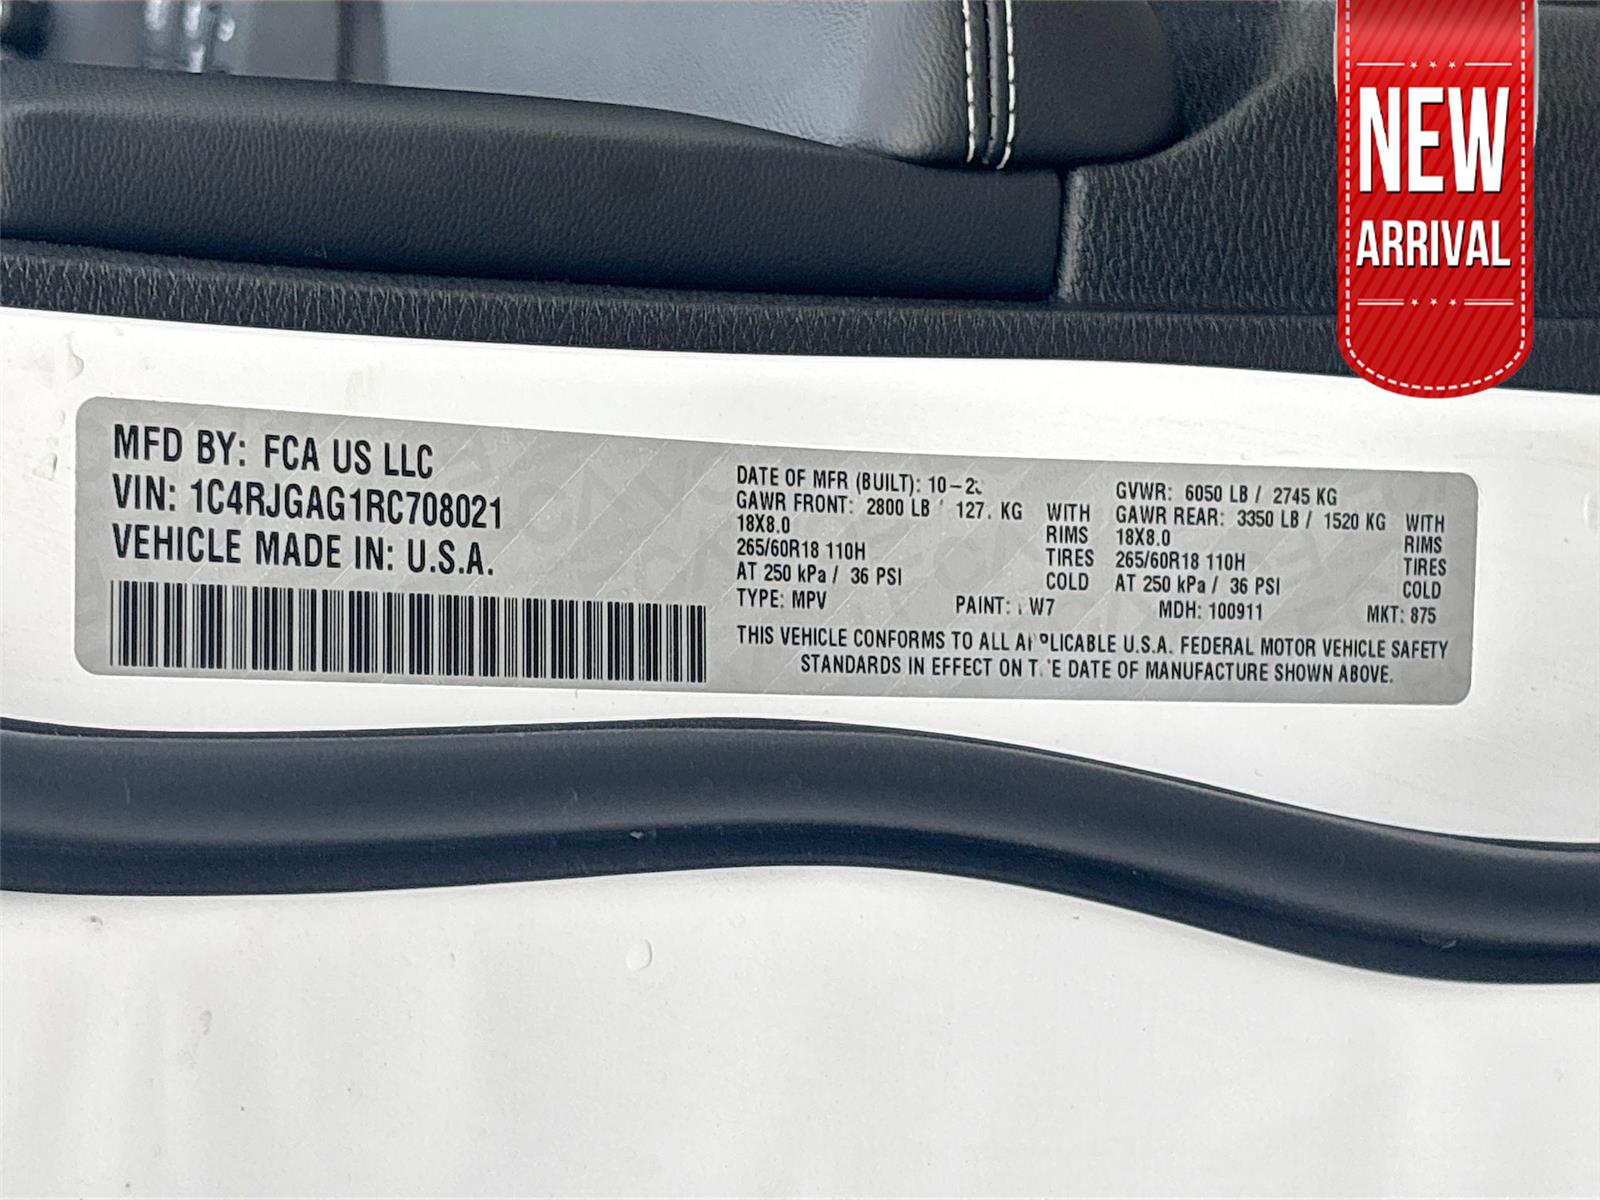 NEW
ARRIVAL
MFD BY: FCA US LLC
VIN: 1C4RJGAG1RC708021
VEHICLE MADE IN: U.S.A.
DATE OF MFR (BUILT):
GAWR FRONT: 2800 LB KG WITH
18X8.0 RIMS
265/60R18 110H TIRES
AT 250 kPa / 36 PSI COLD
TYPE: MPV PAINT: W7
GVWR: 6050 LB / 2745 KG
GAWR REAR: 3350 LB / 1520 KG WITH
18X8.0 RIMS
265/60R18 110H TIRES
AT 250 kPa / 36 PSI COLD
MDH: 100911 MKT: 875
THIS VEHICLE CONFORMS TO ALL APPLICABLE U.S.A. FEDERAL MOTOR VEHICLE SAFETY
STANDARDS IN EFFECT ON THE DATE OF MANUFACTURE SHOWN ABOVE.